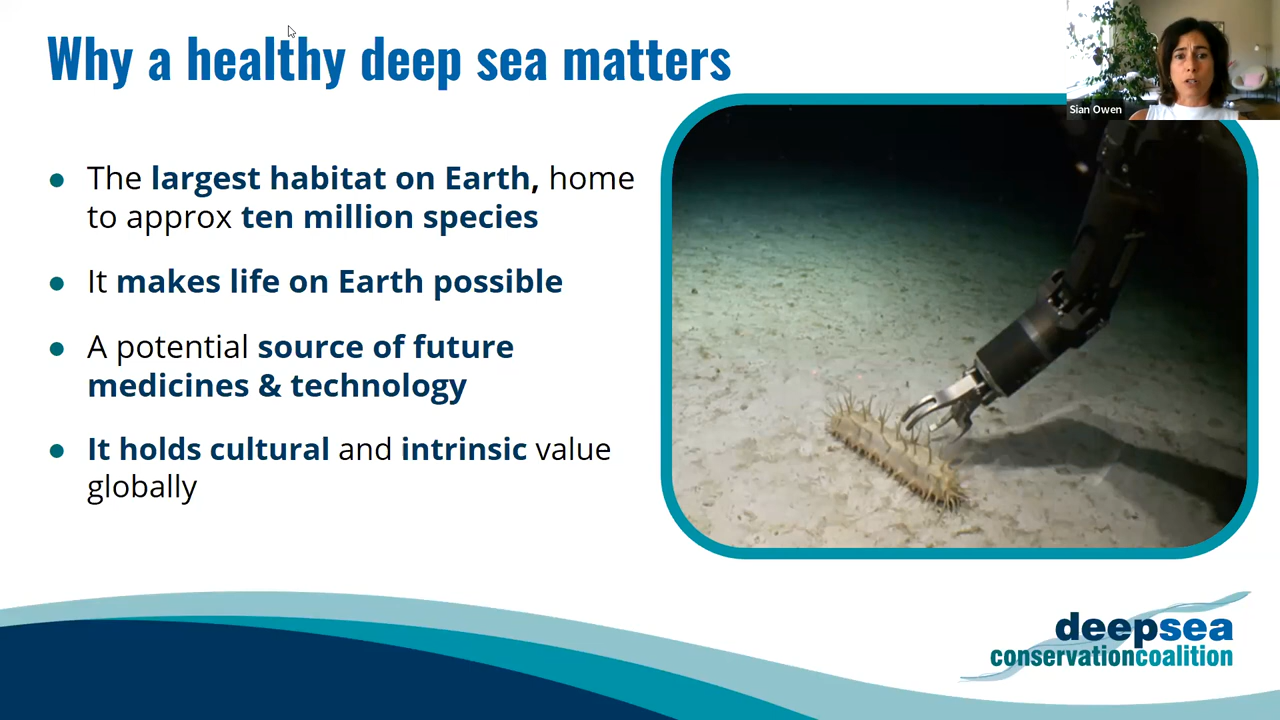 Why a healthy deep sea matters
Sian Owen
● The largest habitat on Earth, home
to approx ten million species
● It makes life on Earth possible
● A potential source of future
medicines & technology
● It holds cultural and intrinsic value
globally
deepsea
conservationcoalition